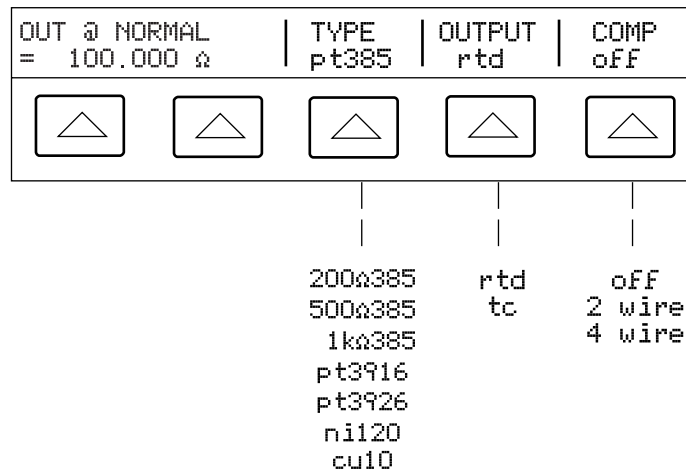 OUT @ NORMAL TYPE OUTPUT COMP
= 100.000 Ω pt385 rtd off
200Ω385 rtd off
500Ω385 tc 2 wire
1kΩ385 4 wire
pt3916
pt3926
ni120
cu10